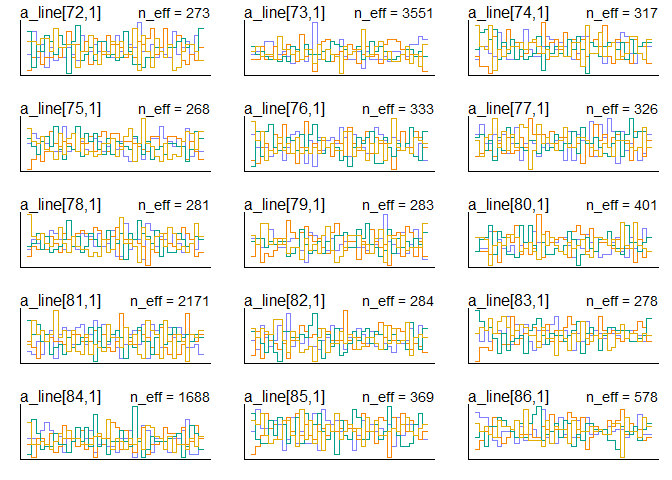 a_line[72,1] n_eff = 273 a_line[73,1] n_eff = 3551 a_line[74,1] n_eff = 317
a_line[75,1] n_eff = 268 a_line[76,1] n_eff = 333 a_line[77,1] n_eff = 326
a_line[78,1] n_eff = 281 a_line[79,1] n_eff = 283 a_line[80,1] n_eff = 401
a_line[81,1] n_eff = 2171 a_line[82,1] n_eff = 284 a_line[83,1] n_eff = 278
a_line[84,1] n_eff = 1688 a_line[85,1] n_eff = 369 a_line[86,1] n_eff = 578